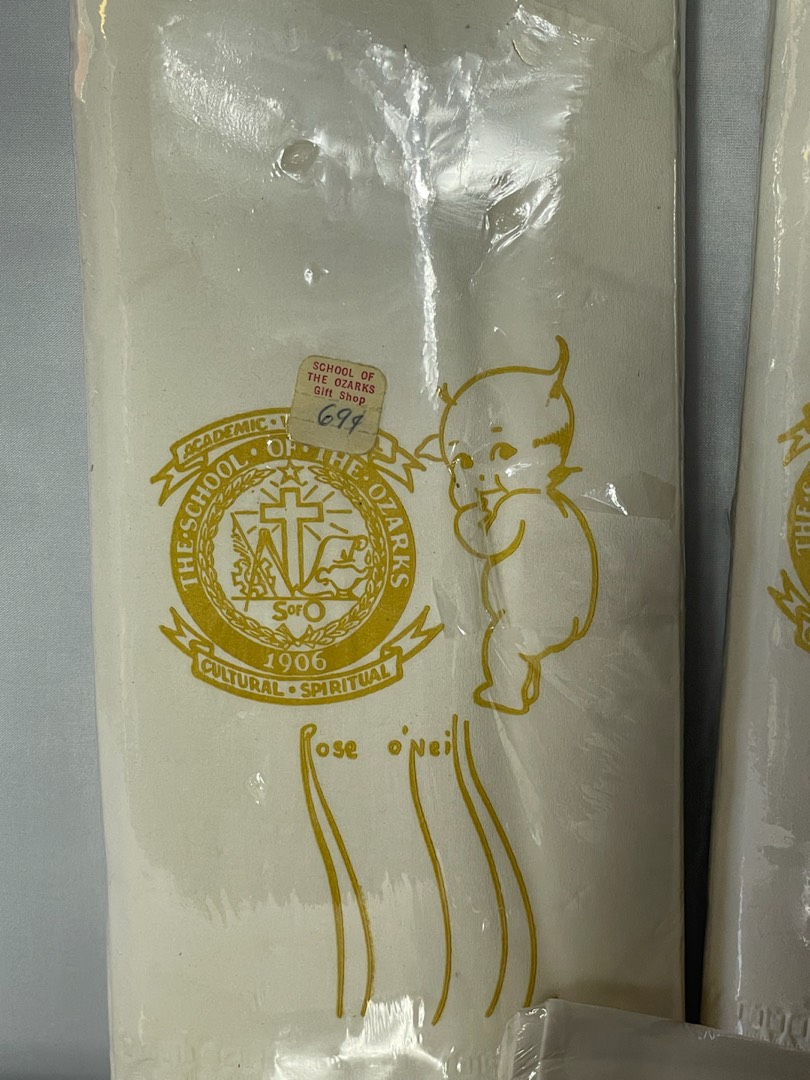 SCHOOL OF
THE OZARKS
Gift Shop
69¢
ACADEMIC •
THE • SCHOOL • OF • THE • OZARKS
S OF O
1906
CULTURAL • SPIRITUAL
Rose O'Neill
THE